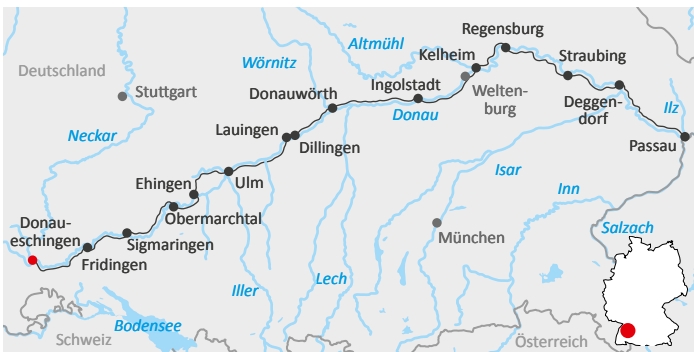 Regensburg
Altmühl
Kelheim
Straubing
Wörnitz
Deutschland
Ingolstadt
Stuttgart
Donauwörth
Welten-
burg
Deggen-
dorf
Ilz
Donau
Neckar
Lauingen
Dillingen
Passau
Isar
Ehingen
Ulm
Inn
Donau-
eschingen
Obermarchtal
Sigmaringen
Fridingen
München
Salzach
Lech
Iller
Bodensee
Schweiz
Österreich